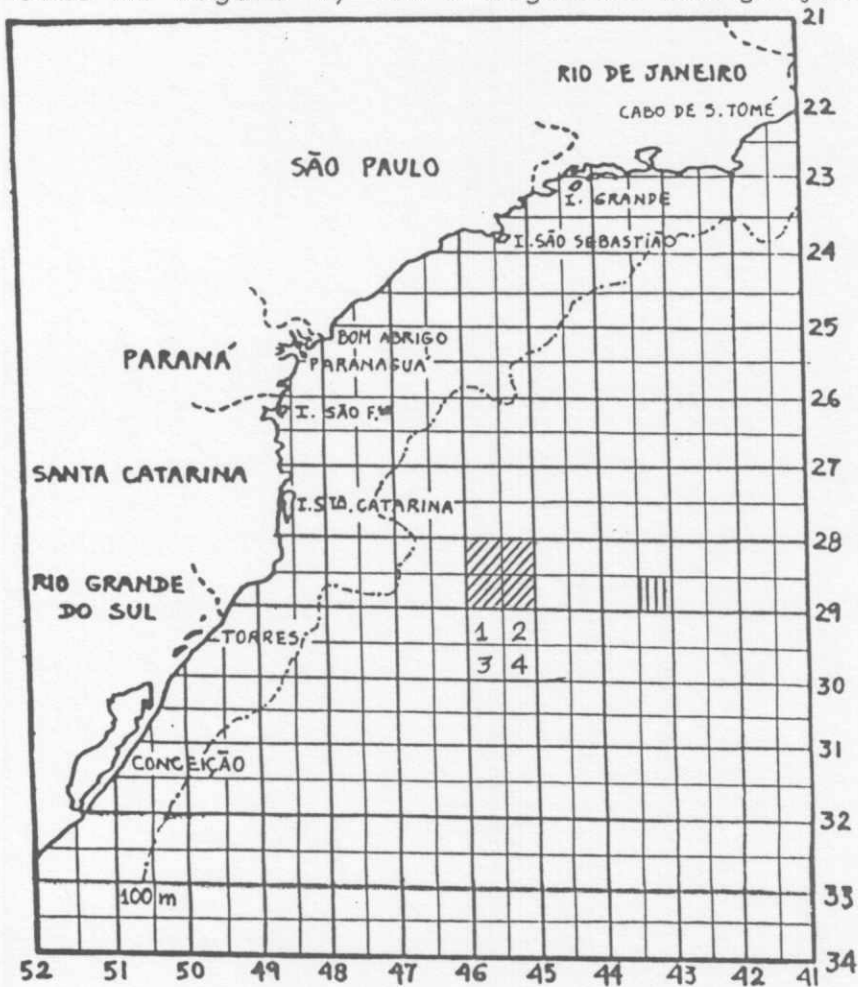 21
RIO DE JANEIRO
CABO DE S. TOMÉ
22
SÃO PAULO
23
I. GRANDE
I. SÃO SEBASTIÃO
24
25
BOM ABRIGO
PARANÁ
PARANAGUÁ
26
I. SÃO F.
27
SANTA CATARINA
I. STA. CATARINA
28
RIO GRANDE
DO SUL
29
TORRES
1 2
3 4
30
31
CONCEIÇÃO
32
100 m
33
34
52 51 50 49 48 47 46 45 44 43 42 41